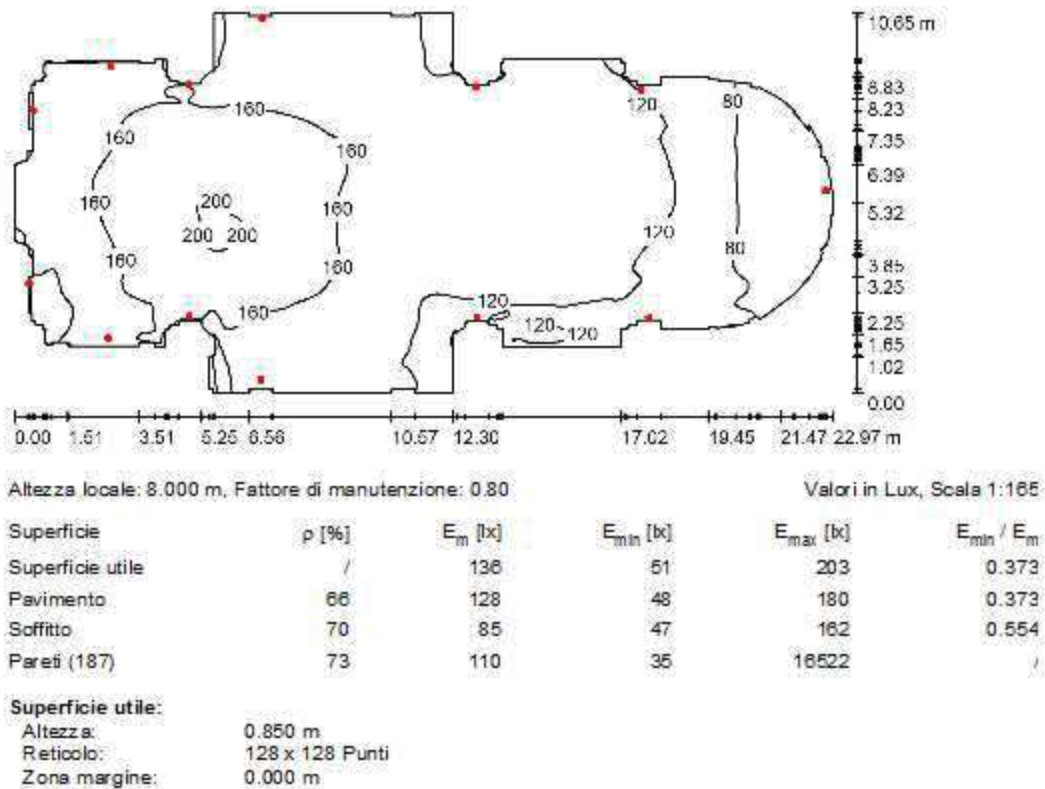 10.65 m
8.83
120
80
8.23
160
160
7.35
160
6.39
200
160
160
5.32
200
200
120
80
160
160
3.85
3.25
160
120
120
120
2.25
1.65
1.02
0.00
0.00 1.51 3.51 5.25 6.56 10.57 12.30 17.02 19.45 21.47 22.97 m
Altezza locale: 8.000 m, Fattore di manutenzione: 0.80 Valori in Lux, Scala 1:165
Superficie ρ [%] Em [lx] Emin [lx] Emax [lx] Emin / Em
Superficie utile / 136 51 203 0.373
Pavimento 66 128 48 180 0.373
Soffitto 70 85 47 162 0.554
Pareti (187) 73 110 35 16522 /
Superficie utile:
Altezza: 0.850 m
Reticolo: 128 x 128 Punti
Zona margine: 0.000 m